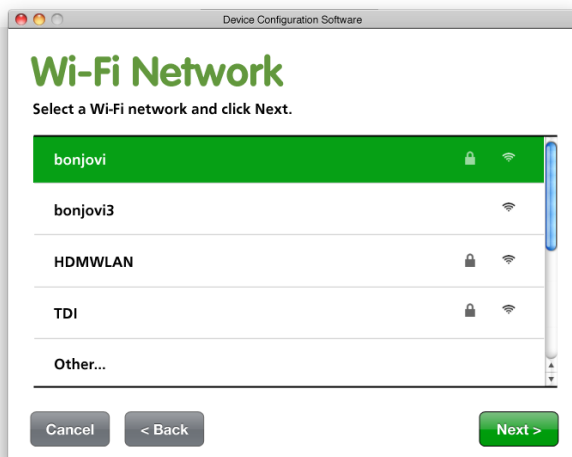 Device Configuration Software
Wi-Fi Network
Select a Wi-Fi network and click Next.
bonjovi
bonjovi3
HDMWLAN
TDI
Other...
Cancel < Back Next >